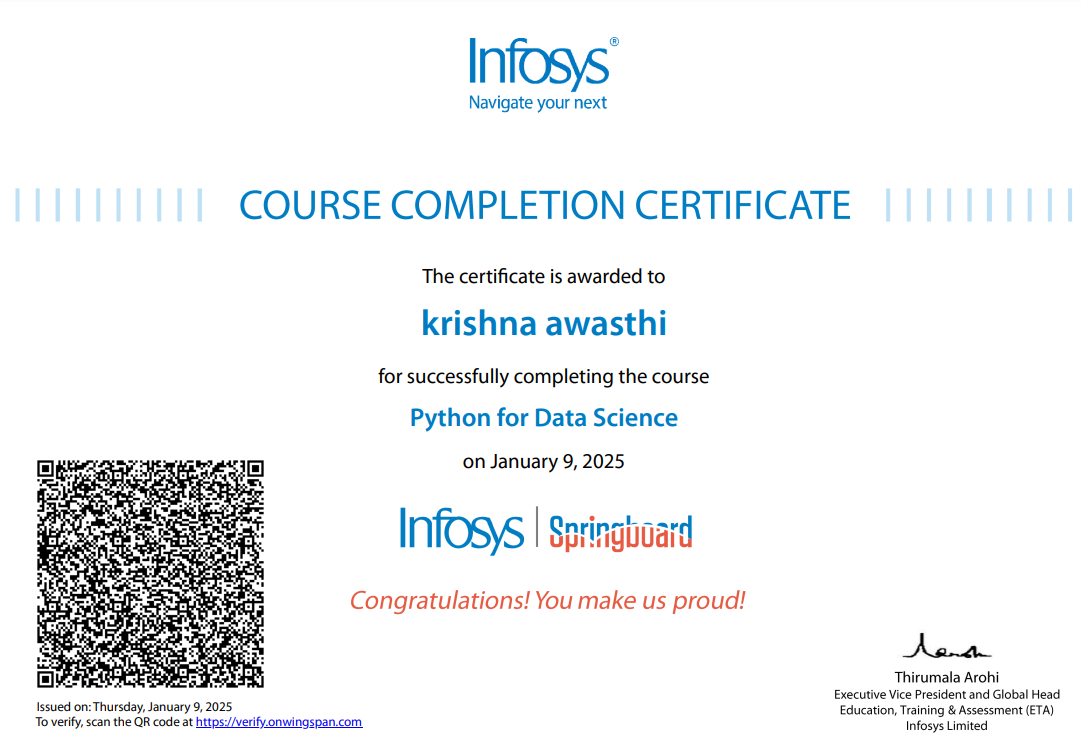 Infosys®
Navigate your next
COURSE COMPLETION CERTIFICATE
The certificate is awarded to
krishna awasthi
for successfully completing the course
Python for Data Science
on January 9, 2025
Infosys | Springboard
Congratulations! You make us proud!
Thirumala Arohi
Executive Vice President and Global Head
Education, Training & Assessment (ETA)
Infosys Limited
Issued on: Thursday, January 9, 2025
To verify, scan the QR code at https://verify.onwingspan.com